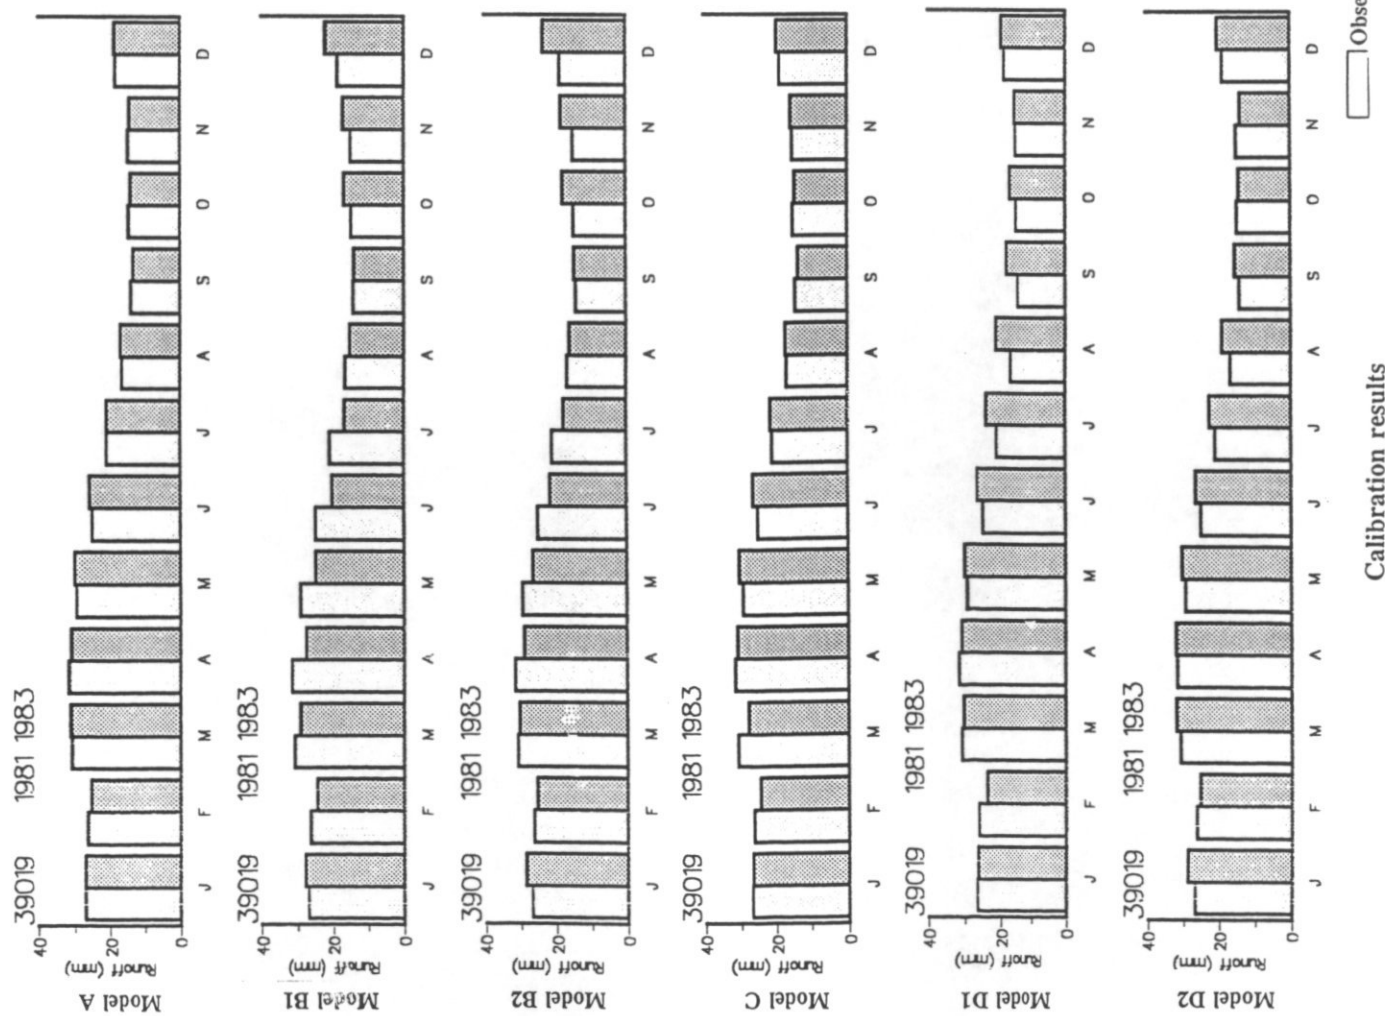 Model A
Runoff (mm)
40
20
0
39019 1981 1983
J F M A M J J A S O N D
Model B1
Runoff (mm)
40
20
0
39019 1981 1983
J F M A M J J A S O N D
Model B2
Runoff (mm)
40
20
0
39019 1981 1983
J F M A M J J A S O N D
Model C
Runoff (mm)
40
20
0
39019 1981 1983
J F M A M J J A S O N D
Model D1
Runoff (mm)
40
20
0
39019 1981 1983
J F M A M J J A S O N D
Model D2
Runoff (mm)
40
20
0
39019 1981 1983
J F M A M J J A S O N D
Calibration results
Obse